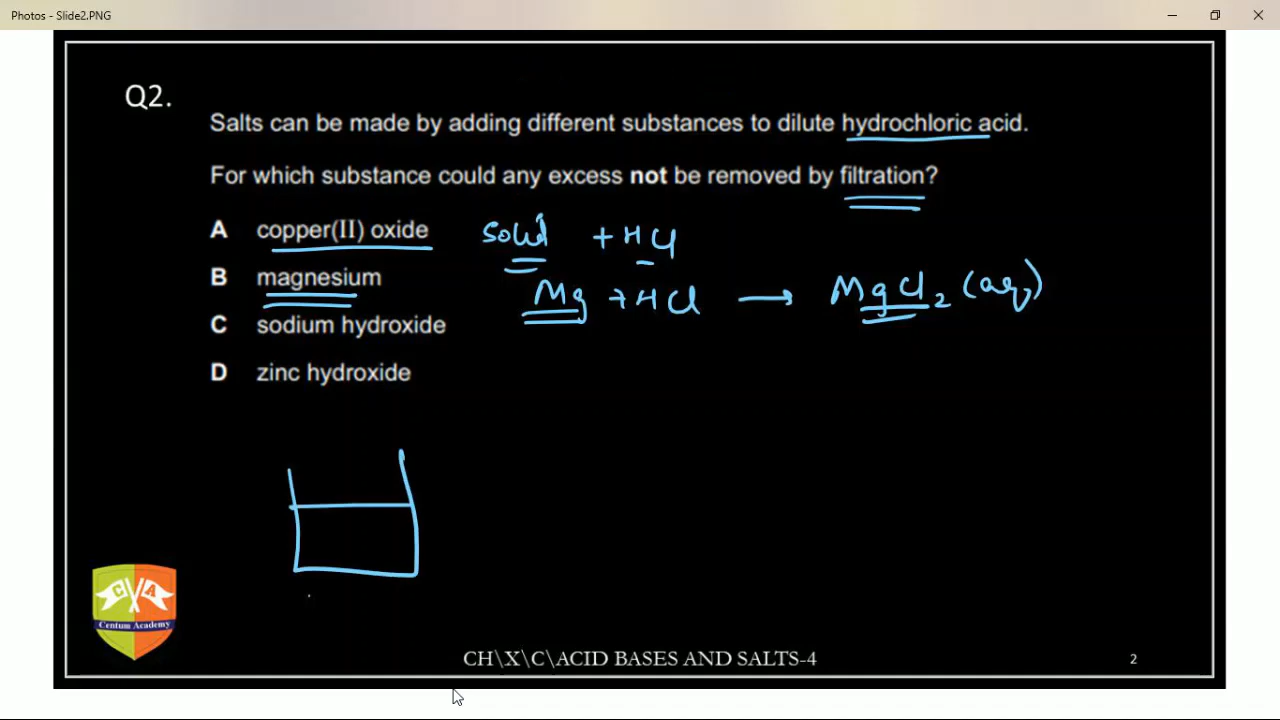 Photos - Slide2.PNG
Q2.
Salts can be made by adding different substances to dilute hydrochloric acid.
For which substance could any excess not be removed by filtration?
A copper(II) oxide solid + HCl
B magnesium Mg + HCl → MgCl2 (aq)
C sodium hydroxide
D zinc hydroxide
C A
Centum Academy
CH\X\C\ACID BASES AND SALTS-4
2